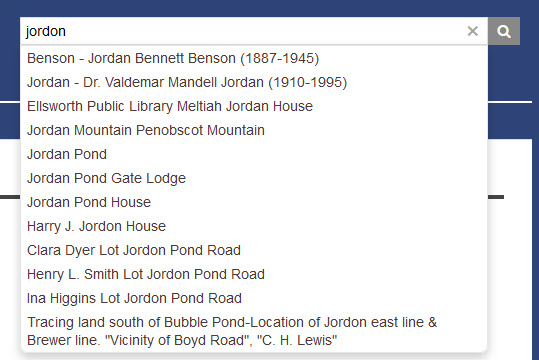 jordon
Benson - Jordan Bennett Benson (1887-1945)
Jordan - Dr. Valdemar Mandell Jordan (1910-1995)
Ellsworth Public Library Meltiah Jordan House
Jordan Mountain Penobscot Mountain
Jordan Pond
Jordan Pond Gate Lodge
Jordan Pond House
Harry J. Jordon House
Clara Dyer Lot Jordon Pond Road
Henry L. Smith Lot Jordon Pond Road
Ina Higgins Lot Jordon Pond Road
Tracing land south of Bubble Pond-Location of Jordon east line &
Brewer line. "Vicinity of Boyd Road", "C. H. Lewis"